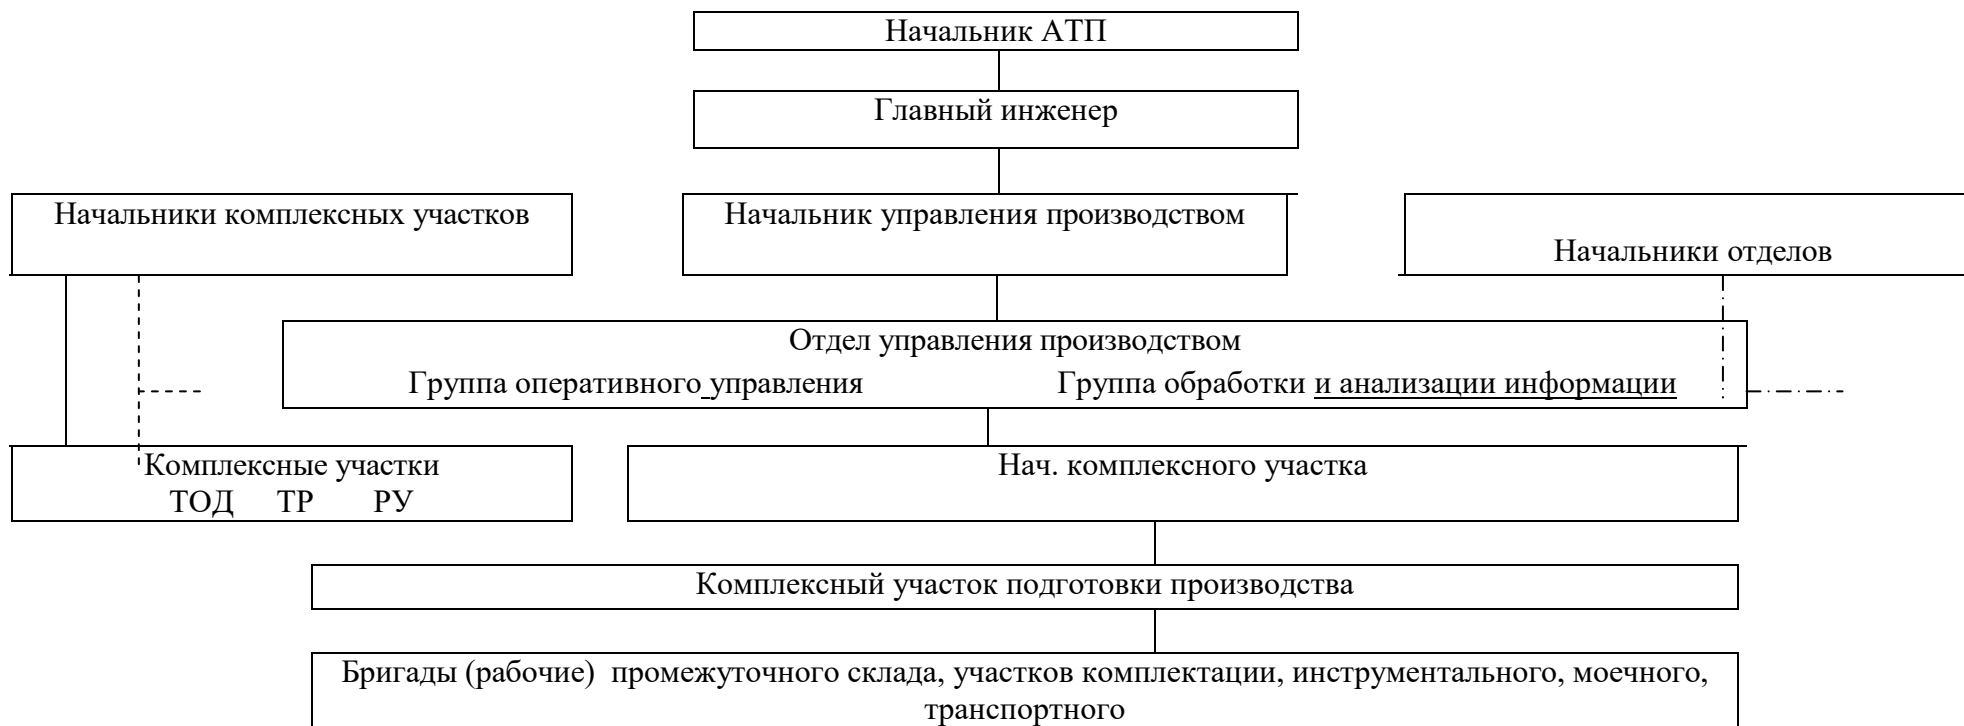 Начальник АТП
Главный инженер
Начальники комплексных участков
Начальник управления производством
Начальники отделов
Отдел управления производством
Группа оперативного управления
Группа обработки и анализации информации
Комплексные участки
ТОД ТР РУ
Нач. комплексного участка
Комплексный участок подготовки производства
Бригады (рабочие) промежуточного склада, участков комплектации, инструментального, моечного,
транспортного